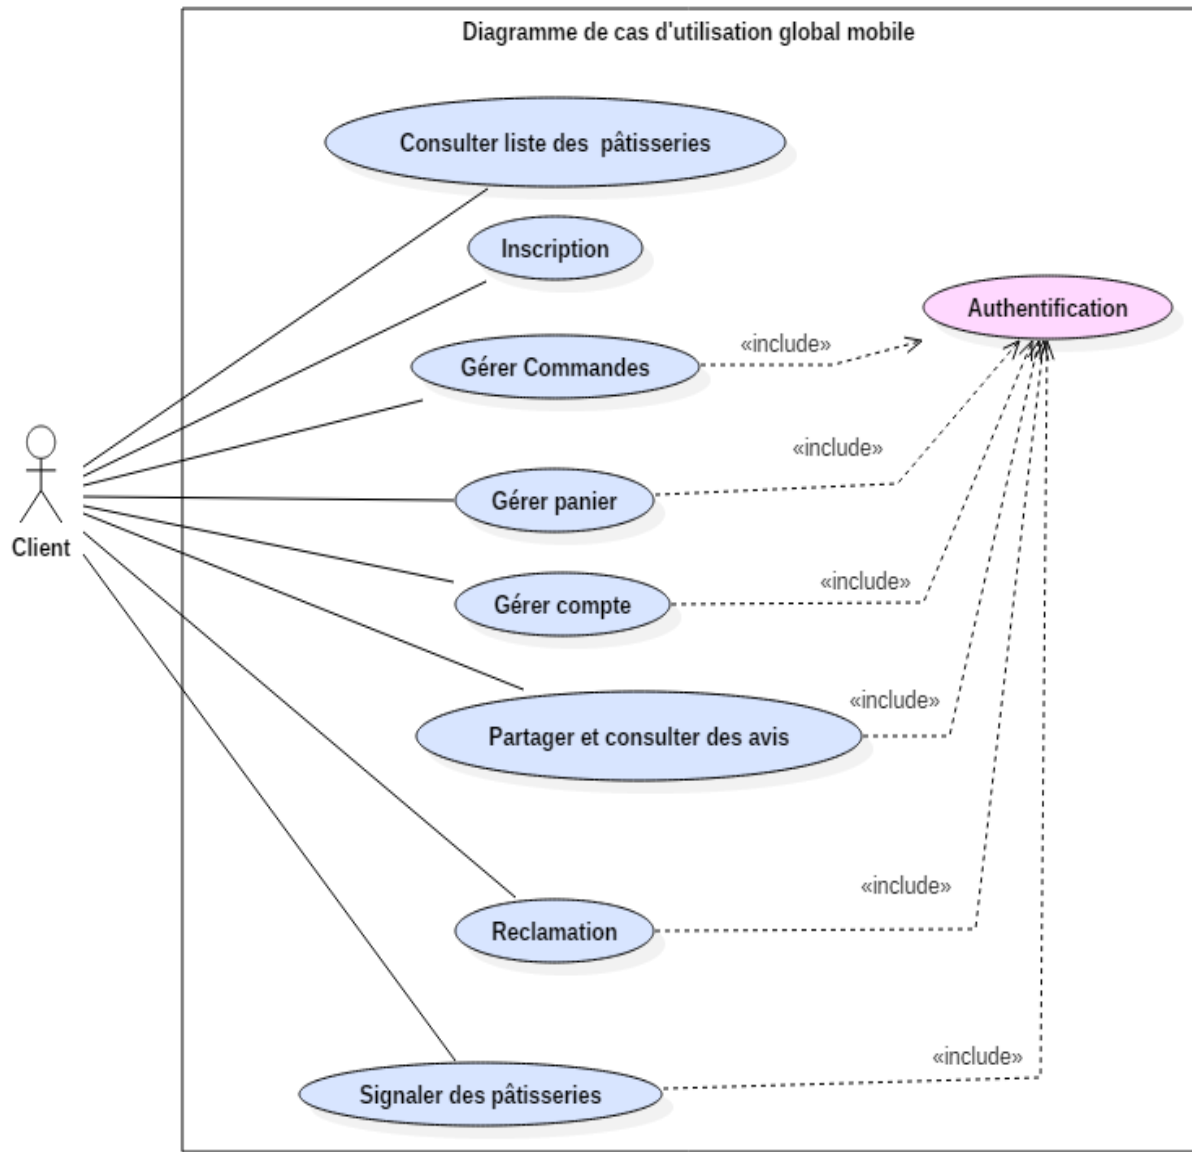 Diagramme de cas d'utilisation global mobile
Consulter liste des  pâtisseries
Inscription
Authentification
«include»
Gérer Commandes
«include»
Gérer panier
Client
«include»
Gérer compte
«include»
Partager et consulter des avis
«include»
Reclamation
«include»
Signaler des pâtisseries